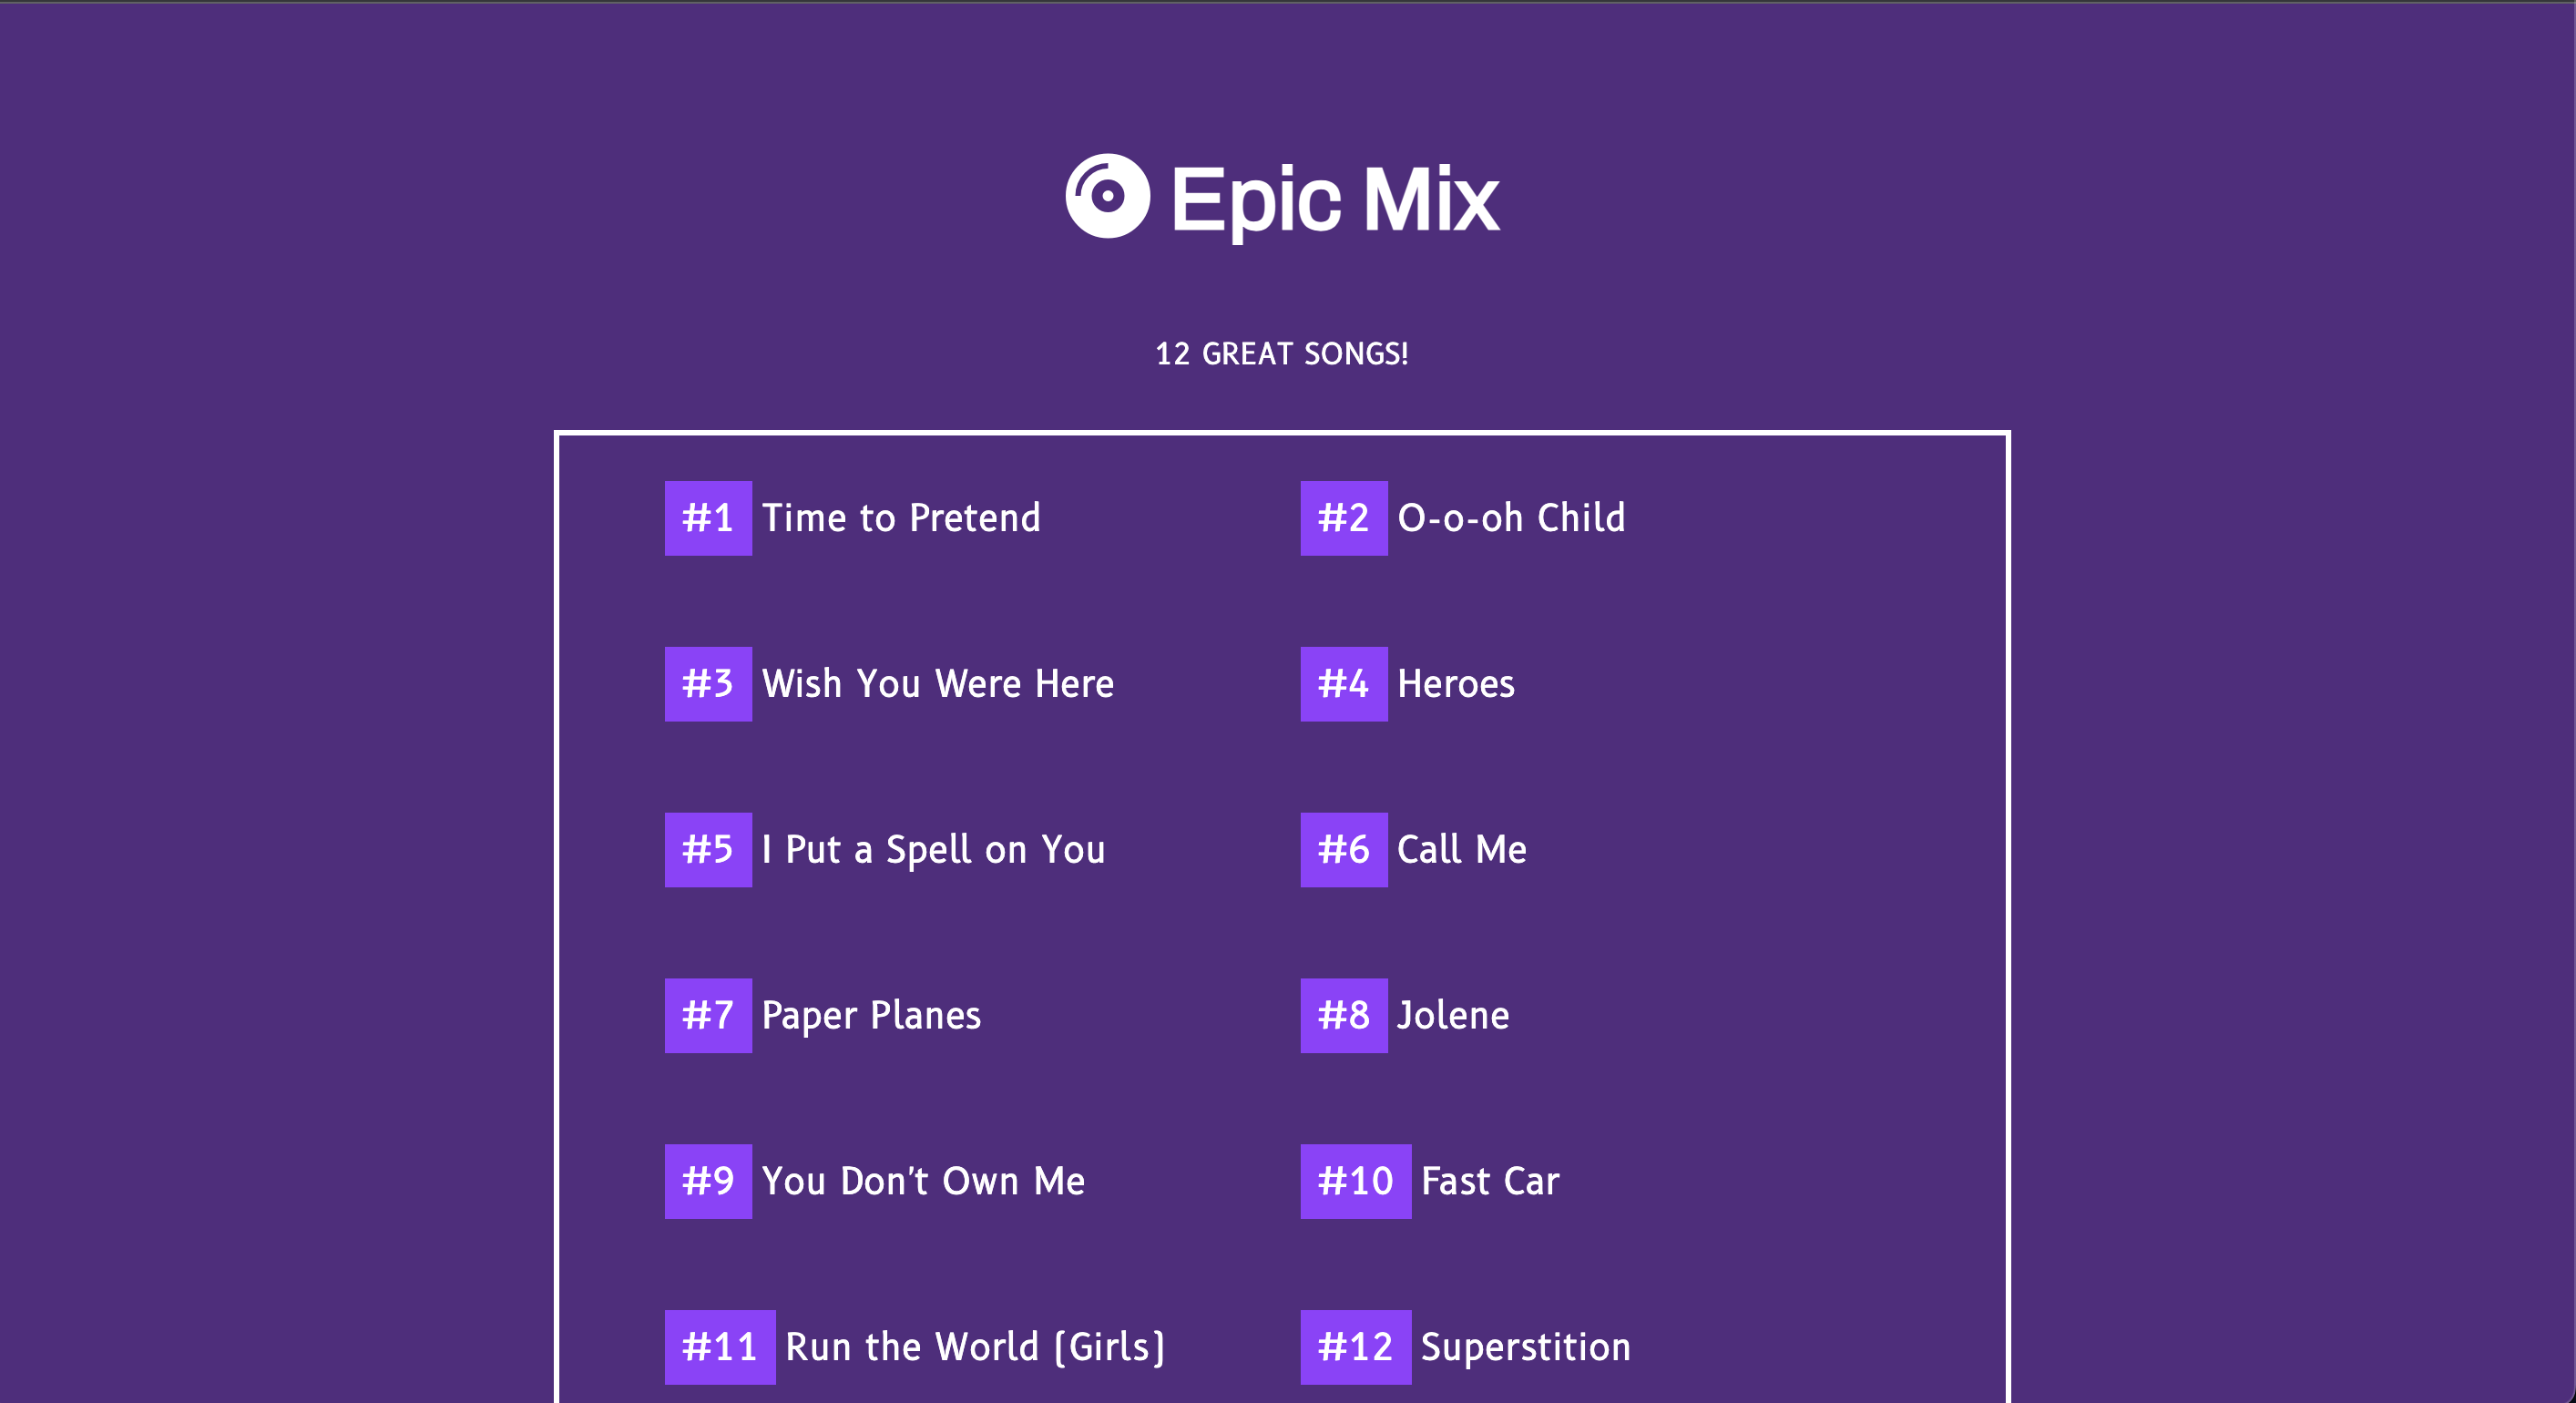 Epic Mix
12 GREAT SONGS!
#1 Time to Pretend
#2 O-o-oh Child
#3 Wish You Were Here
#4 Heroes
#5 I Put a Spell on You
#6 Call Me
#7 Paper Planes
#8 Jolene
#9 You Don't Own Me
#10 Fast Car
#11 Run the World (Girls)
#12 Superstition